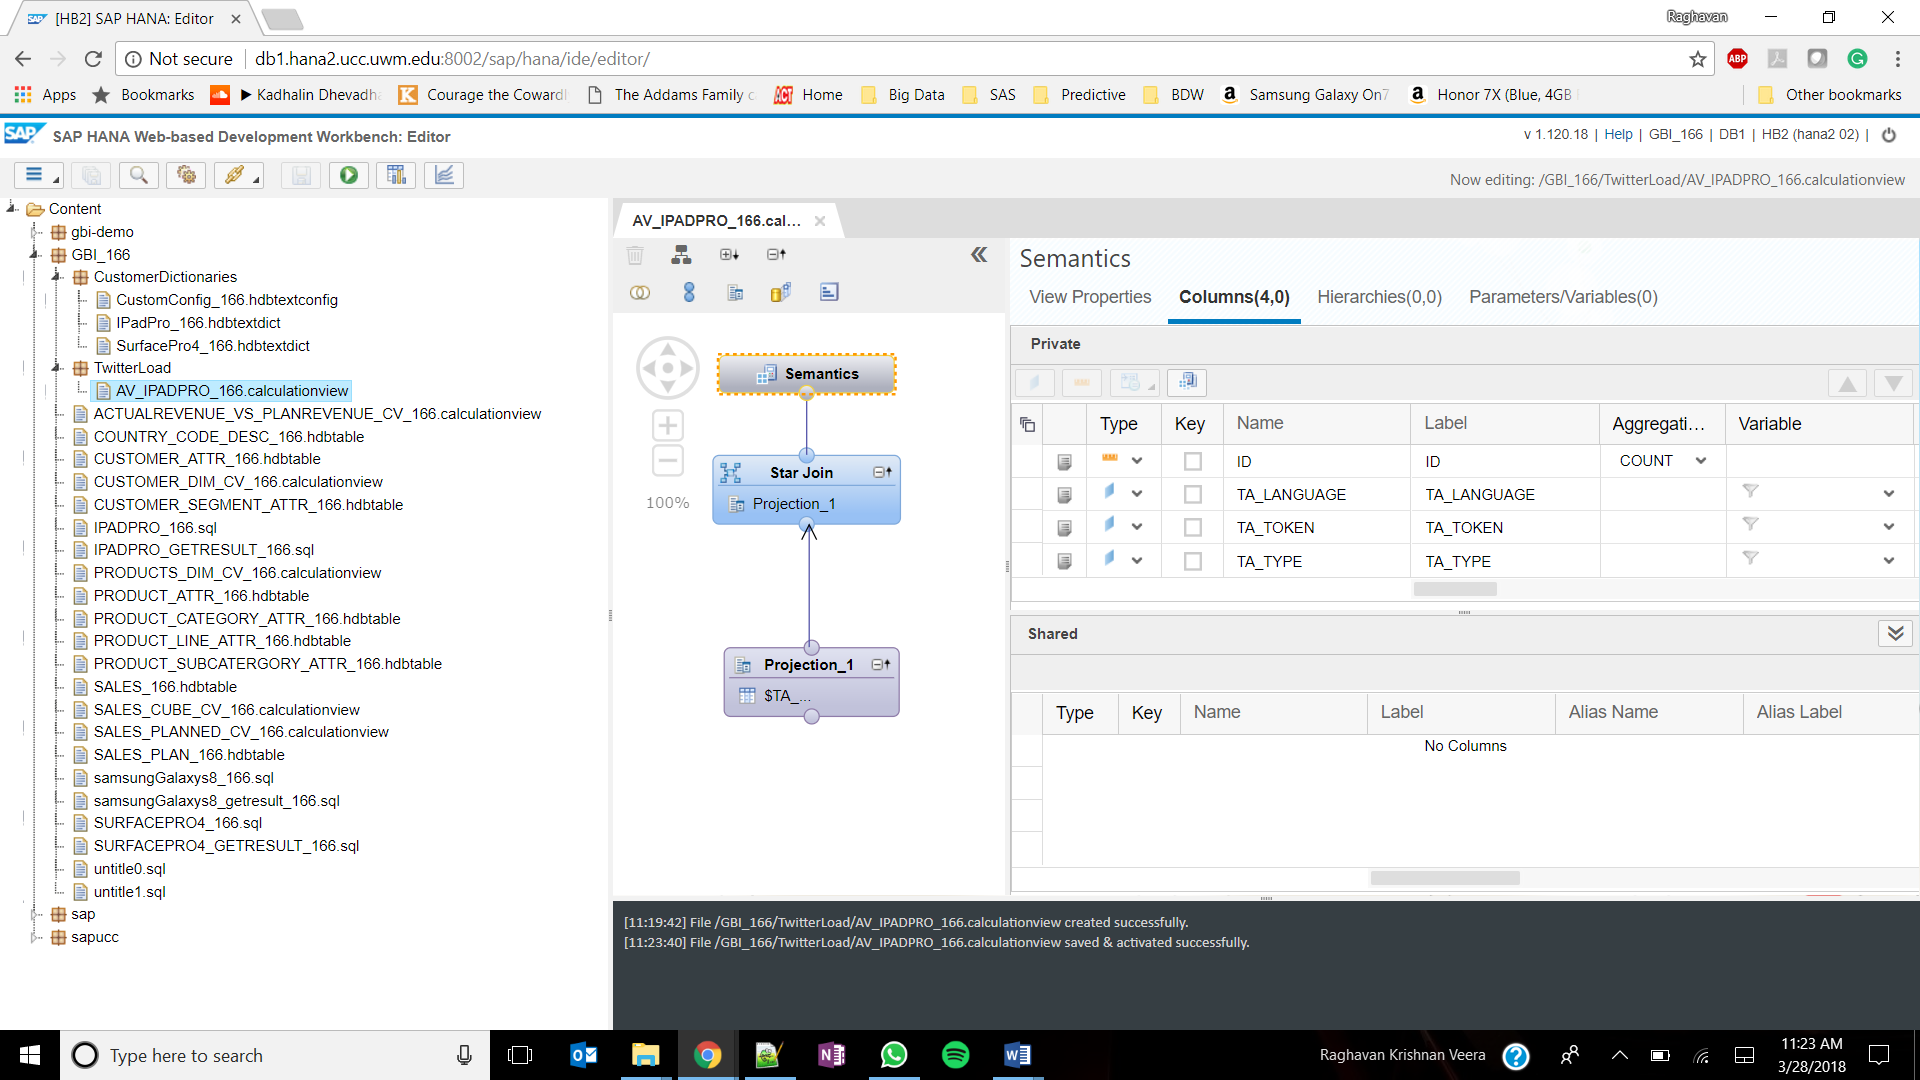 [HB2] SAP HANA: Editor
Raghavan
Not secure db1.hana2.ucc.uwm.edu:8002/sap/hana/ide/editor/
ABP
Apps Bookmarks ▶ Kadhalin Dhevadha Courage the Coward The Addams Family c ACT Home Big Data SAS Predictive BDW Samsung Galaxy On7 Honor 7X (Blue, 4GB Other bookmarks
SAP SAP HANA Web-based Development Workbench: Editor
v 1.120.18 | Help | GBI_166 | DB1 | HB2 (hana2 02) |
Now editing: /GBI_166/TwitterLoad/AV_IPADPRO_166.calculationview
Content
gbi-demo
GBI_166
CustomerDictionaries
CustomConfig_166.hdbtextconfig
IPadPro_166.hdbtextdict
SurfacePro4_166.hdbtextdict
TwitterLoad
AV_IPADPRO_166.calculationview
ACTUALREVENUE_VS_PLANREVENUE_CV_166.calculationview
COUNTRY_CODE_DESC_166.hdbtable
CUSTOMER_ATTR_166.hdbtable
CUSTOMER_DIM_CV_166.calculationview
CUSTOMER_SEGMENT_ATTR_166.hdbtable
IPADPRO_166.sql
IPADPRO_GETRESULT_166.sql
PRODUCTS_DIM_CV_166.calculationview
PRODUCT_ATTR_166.hdbtable
PRODUCT_CATEGORY_ATTR_166.hdbtable
PRODUCT_LINE_ATTR_166.hdbtable
PRODUCT_SUBCATERGORY_ATTR_166.hdbtable
SALES_166.hdbtable
SALES_CUBE_CV_166.calculationview
SALES_PLANNED_CV_166.calculationview
SALES_PLAN_166.hdbtable
samsungGalaxys8_166.sql
samsungGalaxys8_getresult_166.sql
SURFACEPRO4_166.sql
SURFACEPRO4_GETRESULT_166.sql
untitle0.sql
untitle1.sql
sap
sapucc
AV_IPADPRO_166.cal...
100%
Semantics
Star Join
Projection_1
Projection_1
$TA_...
Semantics
View Properties Columns(4,0) Hierarchies(0,0) Parameters/Variables(0)
Private
Type Key Name Label Aggregati... Variable
ID ID COUNT
TA_LANGUAGE TA_LANGUAGE
TA_TOKEN TA_TOKEN
TA_TYPE TA_TYPE
Shared
Type Key Name Label Alias Name Alias Label
No Columns
[11:19:42] File /GBI_166/TwitterLoad/AV_IPADPRO_166.calculationview created successfully.
[11:23:40] File /GBI_166/TwitterLoad/AV_IPADPRO_166.calculationview saved & activated successfully.
Type here to search
Raghavan Krishnan Veera
11:23 AM
3/28/2018